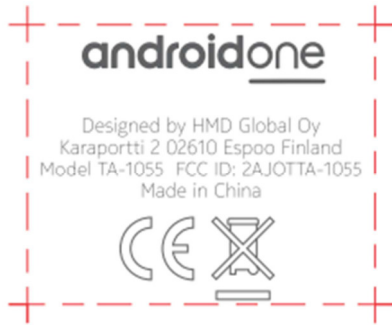 androidone
Designed by HMD Global Oy
Karaportti 2 02610 Espoo Finland
Model TA-1055 FCC ID: 2AJOTTA-1055
Made in China
CE